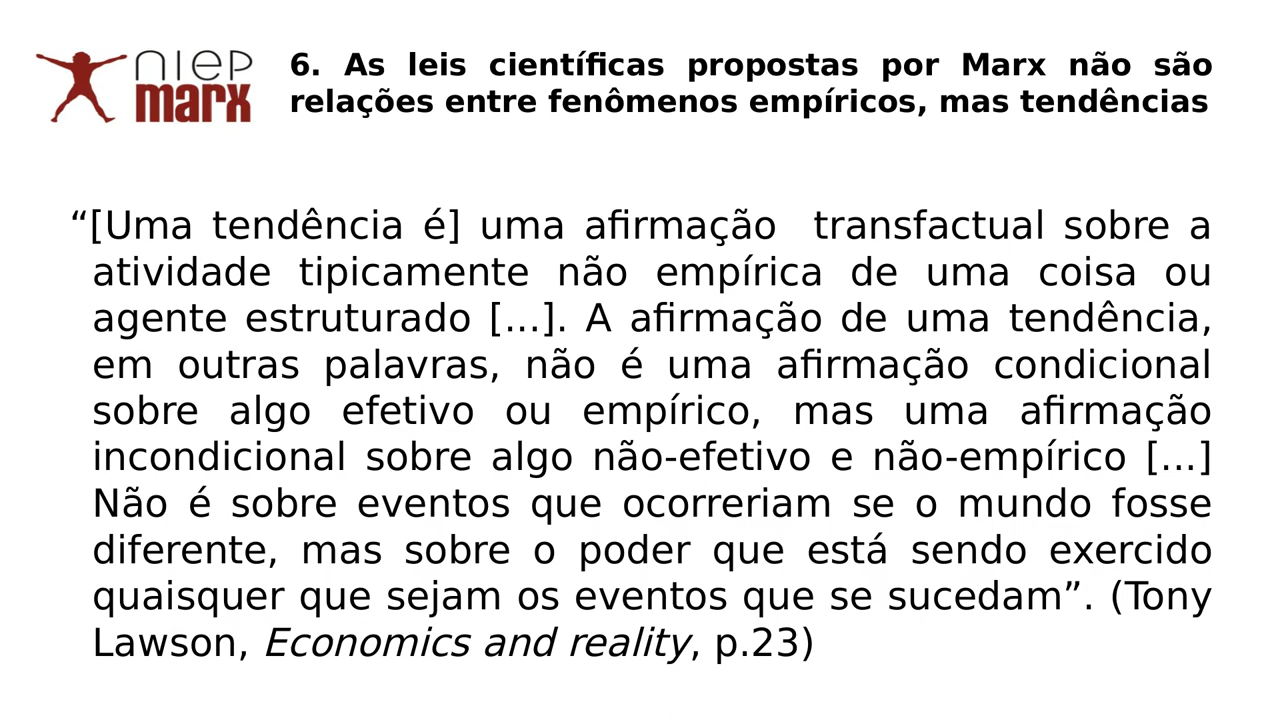 niep
marx
6. As leis científicas propostas por Marx não são
relações entre fenômenos empíricos, mas tendências
“[Uma tendência é] uma afirmação transfactual sobre a
atividade tipicamente não empírica de uma coisa ou
agente estruturado [...]. A afirmação de uma tendência,
em outras palavras, não é uma afirmação condicional
sobre algo efetivo ou empírico, mas uma afirmação
incondicional sobre algo não-efetivo e não-empírico [...]
Não é sobre eventos que ocorreriam se o mundo fosse
diferente, mas sobre o poder que está sendo exercido
quaisquer que sejam os eventos que se sucedam”. (Tony
Lawson, Economics and reality, p.23)